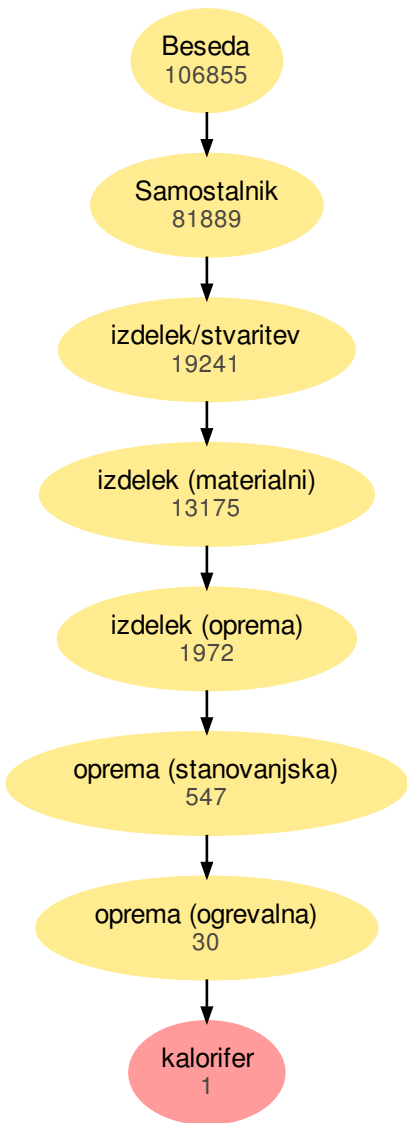 Beseda
106855
Samostalnik
81889
izdelek/stvaritev
19241
izdelek (materialni)
13175
izdelek (oprema)
1972
oprema (stanovanjska)
547
oprema (ogrevalna)
30
kalorifer
1